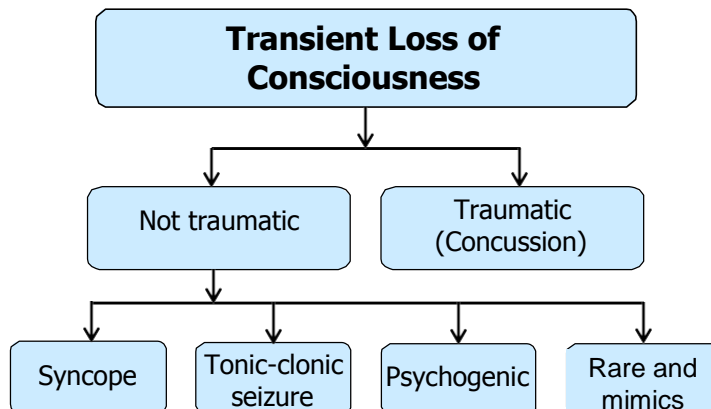 Transient Loss of
Consciousness
Not traumatic
Traumatic
(Concussion)
Syncope
Tonic-clonic
seizure
Psychogenic
Rare and
mimics